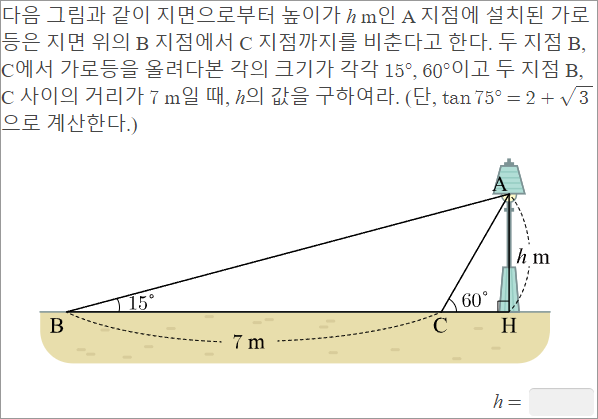 다음 그림과 같이 지면으로부터 높이가 h m인 A 지점에 설치된 가로
등은 지면 위의 B 지점에서 C 지점까지를 비춘다고 한다. 두 지점 B,
C에서 가로등을 올려다본 각의 크기가 각각 15°, 60°이고 두 지점 B,
C 사이의 거리가 7 m일 때, h의 값을 구하여라. (단, tan 75° = 2 + √3
으로 계산한다.)
A
h m
15°
60°
B
C
H
7 m
h =